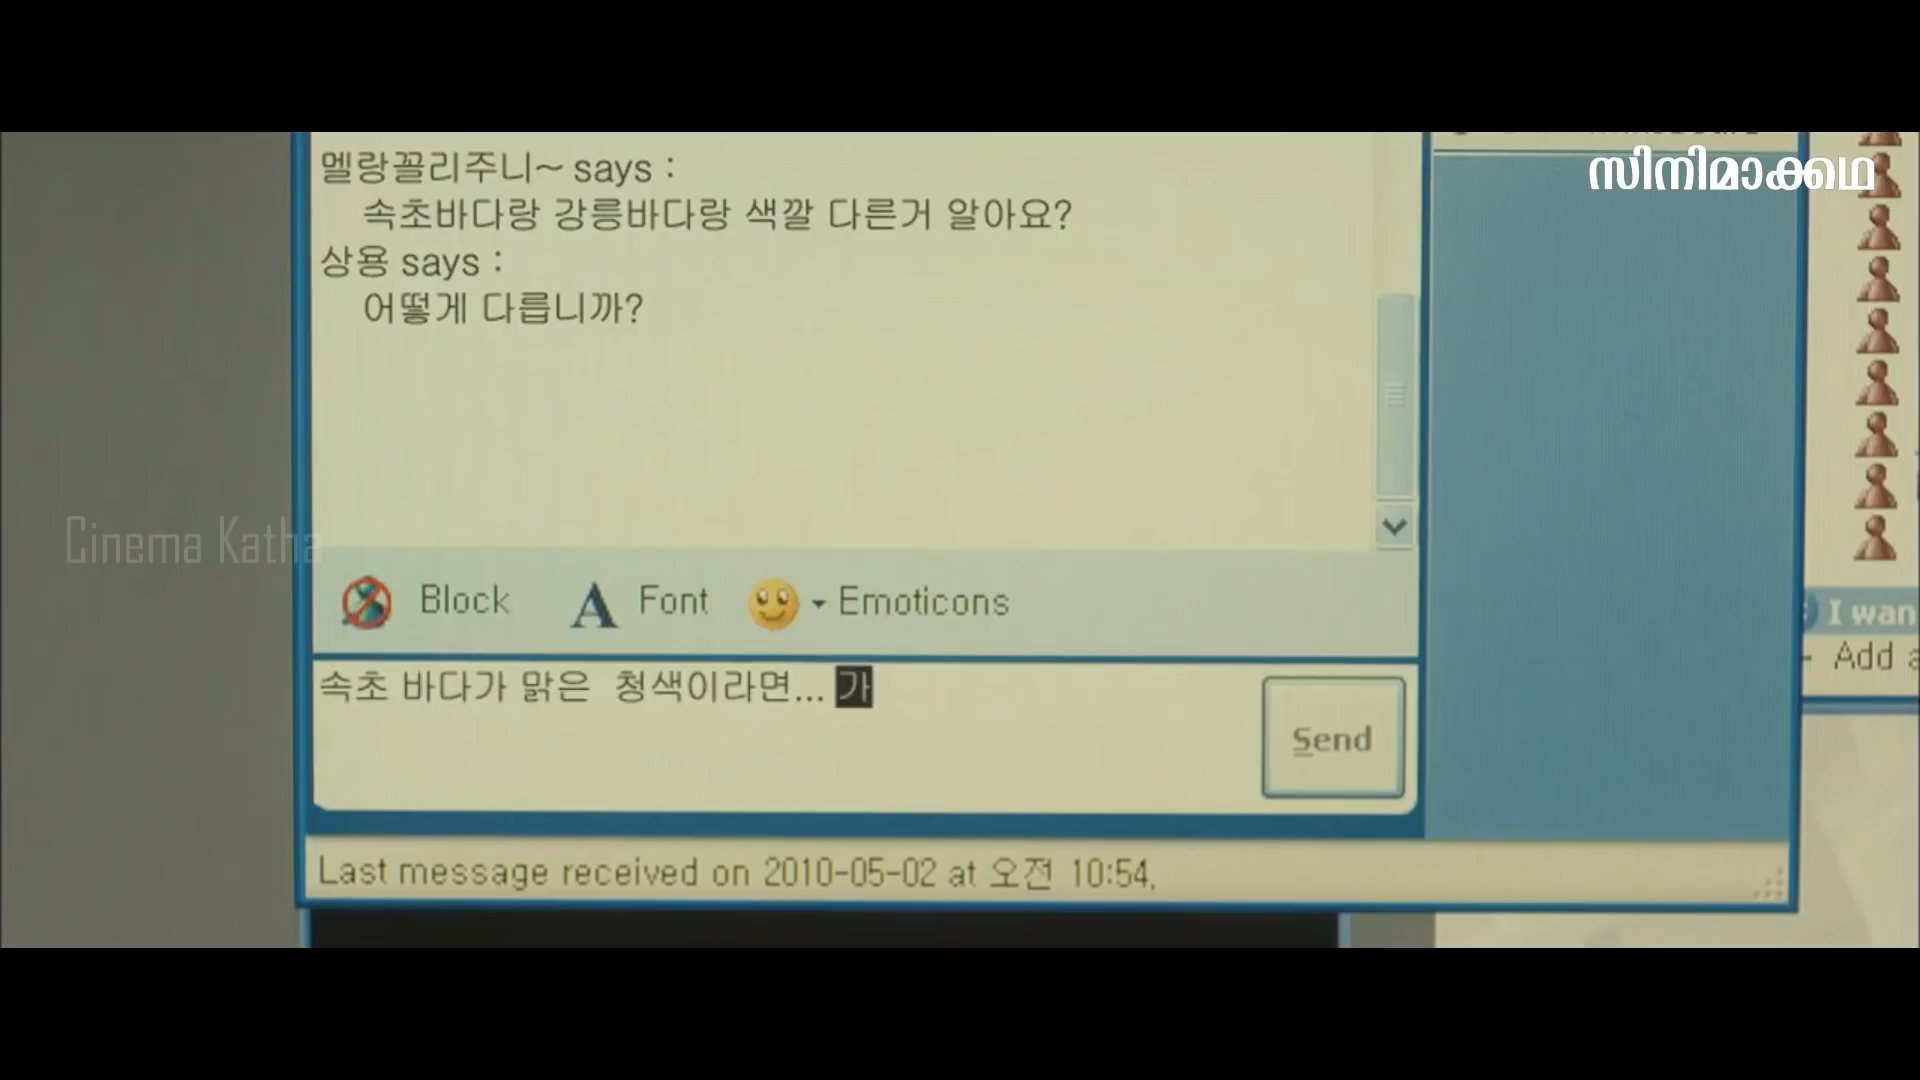 സിനിമാക്കഥ
멜랑꼴리주니~ says :
속초바다랑 강릉바다랑 색깔 다른거 알아요?
상용 says :
어떻게 다릅니까?
Cinema Katha
Block Font Emoticons
I wan
Add a
속초 바다가 맑은 청색이라면... 가
Send
Last message received on 2010-05-02 at 오전 10:54,